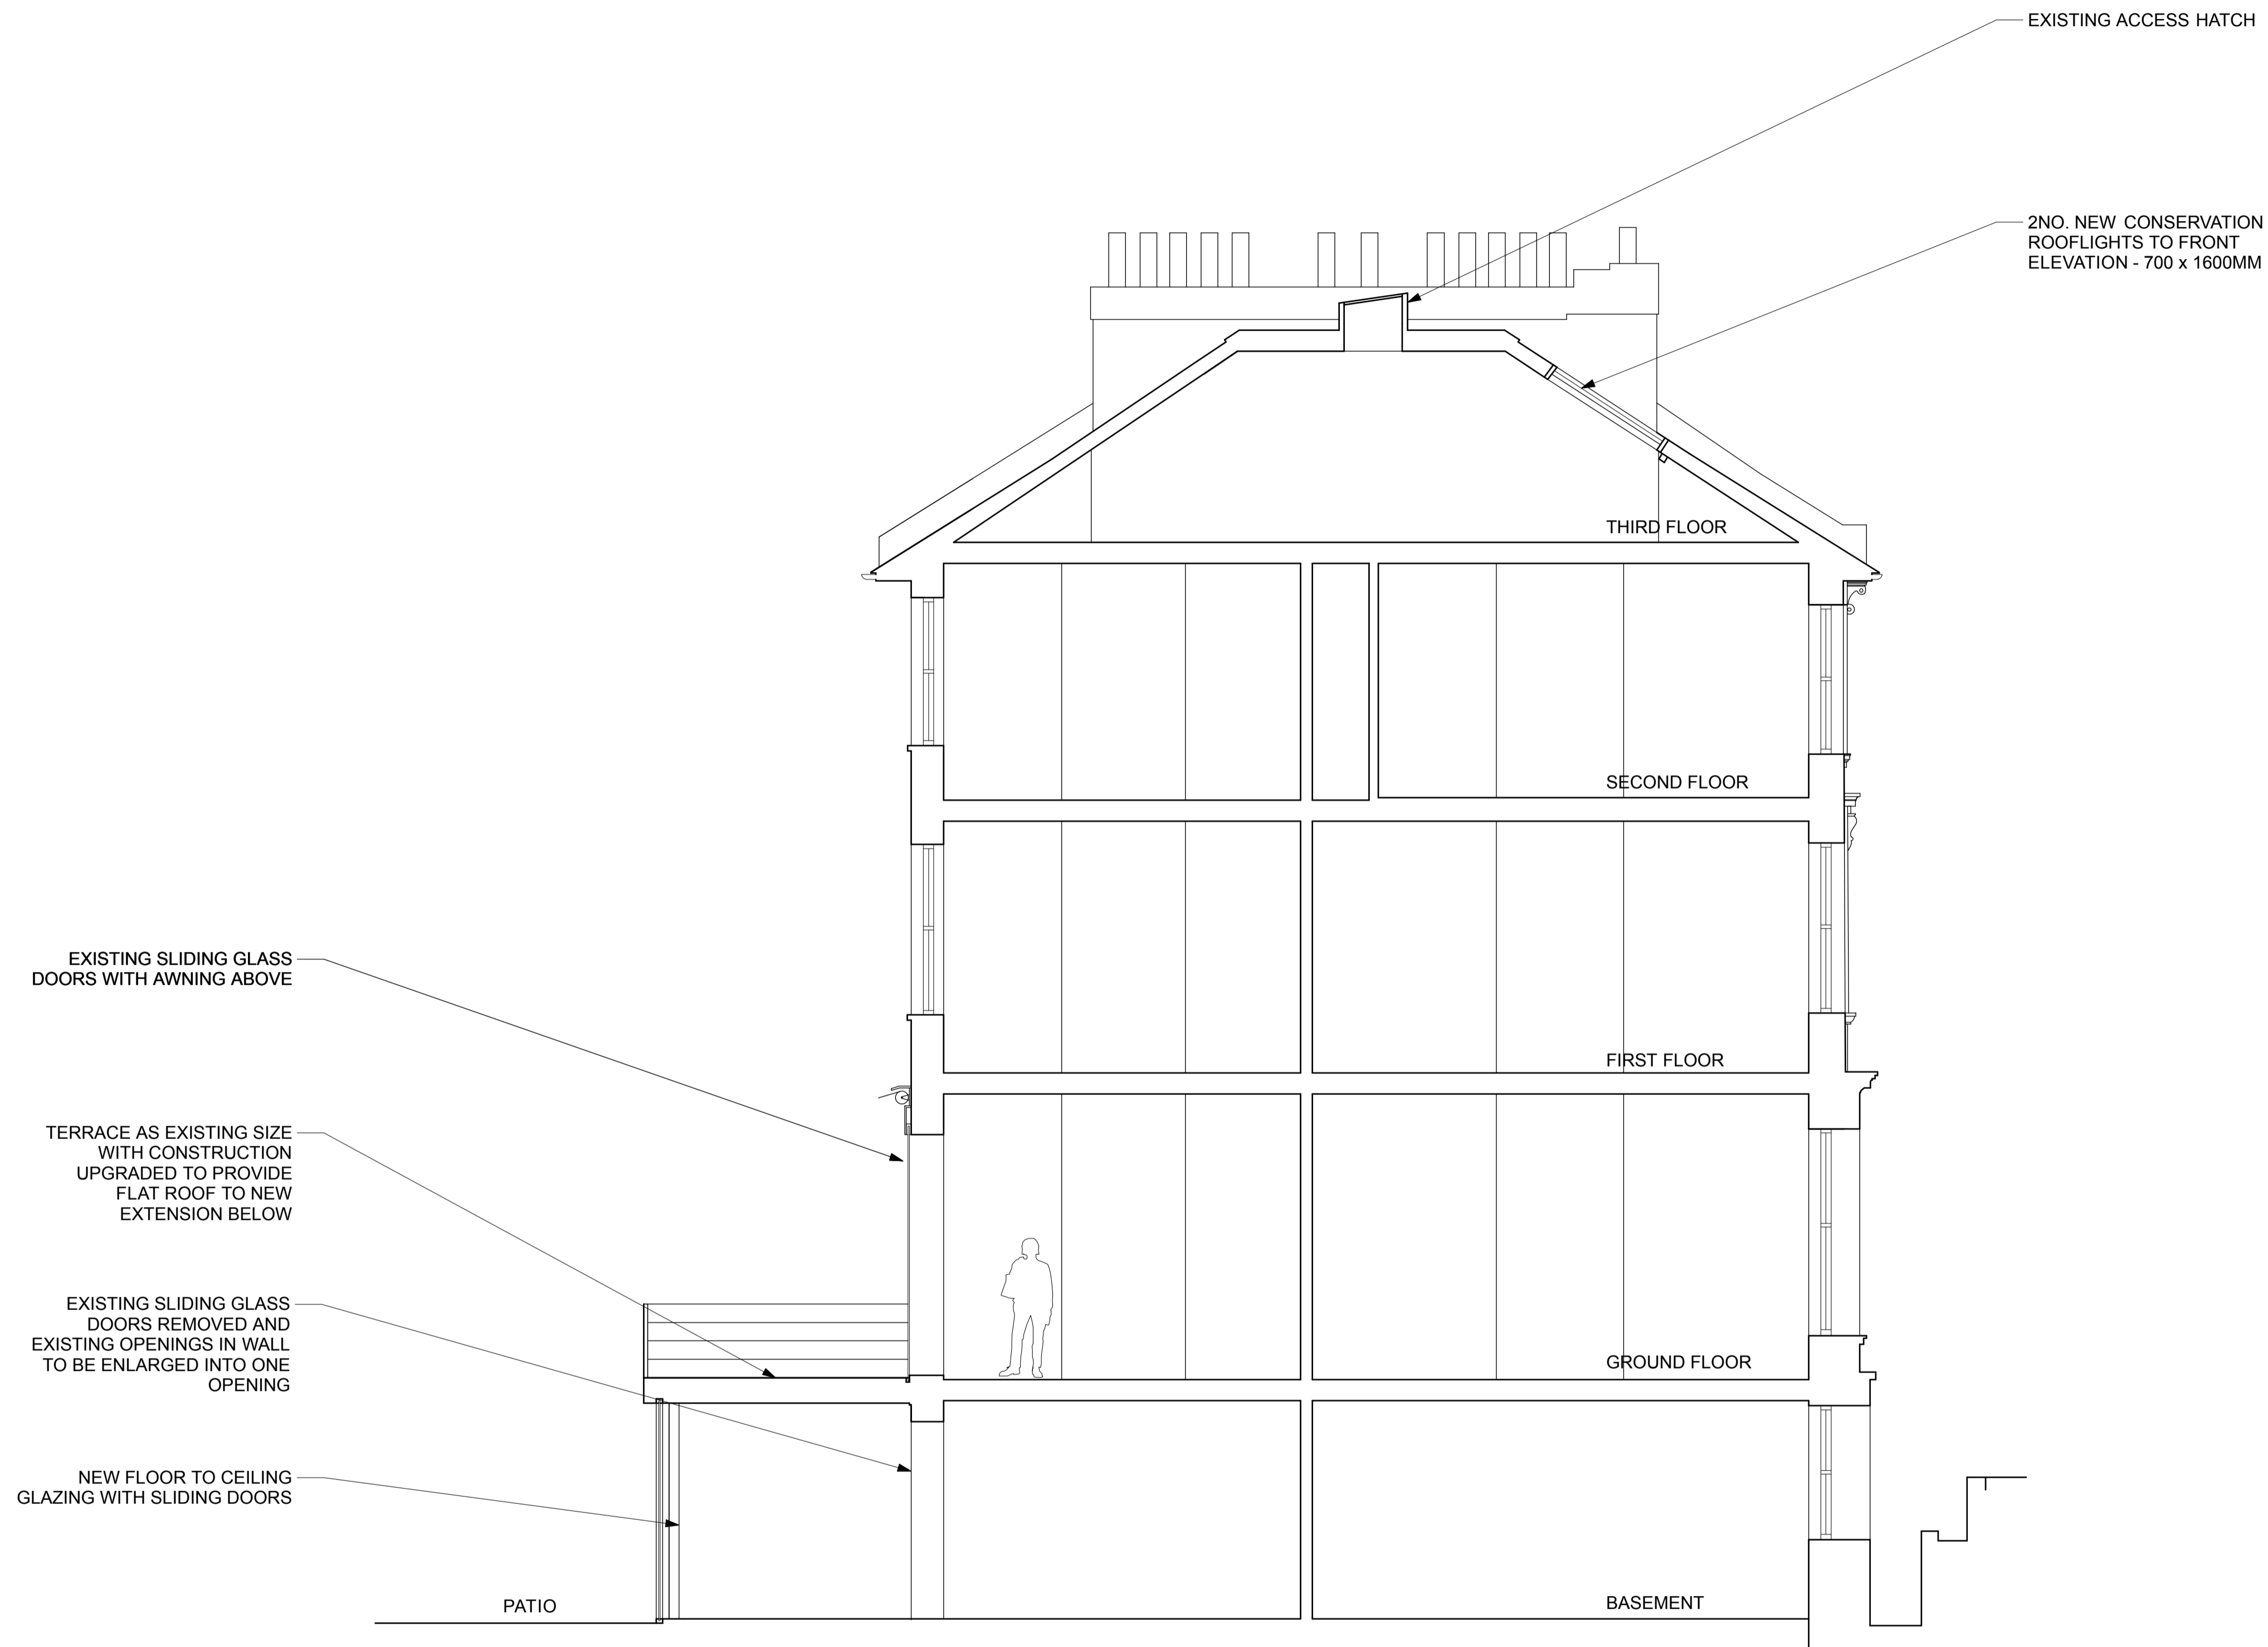 EXISTING ACCESS HATCH
2NO. NEW CONSERVATION
ROOFLIGHTS TO FRONT
ELEVATION - 700 x 1600MM
THIRD FLOOR
SECOND FLOOR
EXISTING SLIDING GLASS
DOORS WITH AWNING ABOVE
FIRST FLOOR
TERRACE AS EXISTING SIZE
WITH CONSTRUCTION
UPGRADED TO PROVIDE
FLAT ROOF TO NEW
EXTENSION BELOW
EXISTING SLIDING GLASS
DOORS REMOVED AND
EXISTING OPENINGS IN WALL
TO BE ENLARGED INTO ONE
OPENING
GROUND FLOOR
NEW FLOOR TO CEILING
GLAZING WITH SLIDING DOORS
PATIO
BASEMENT